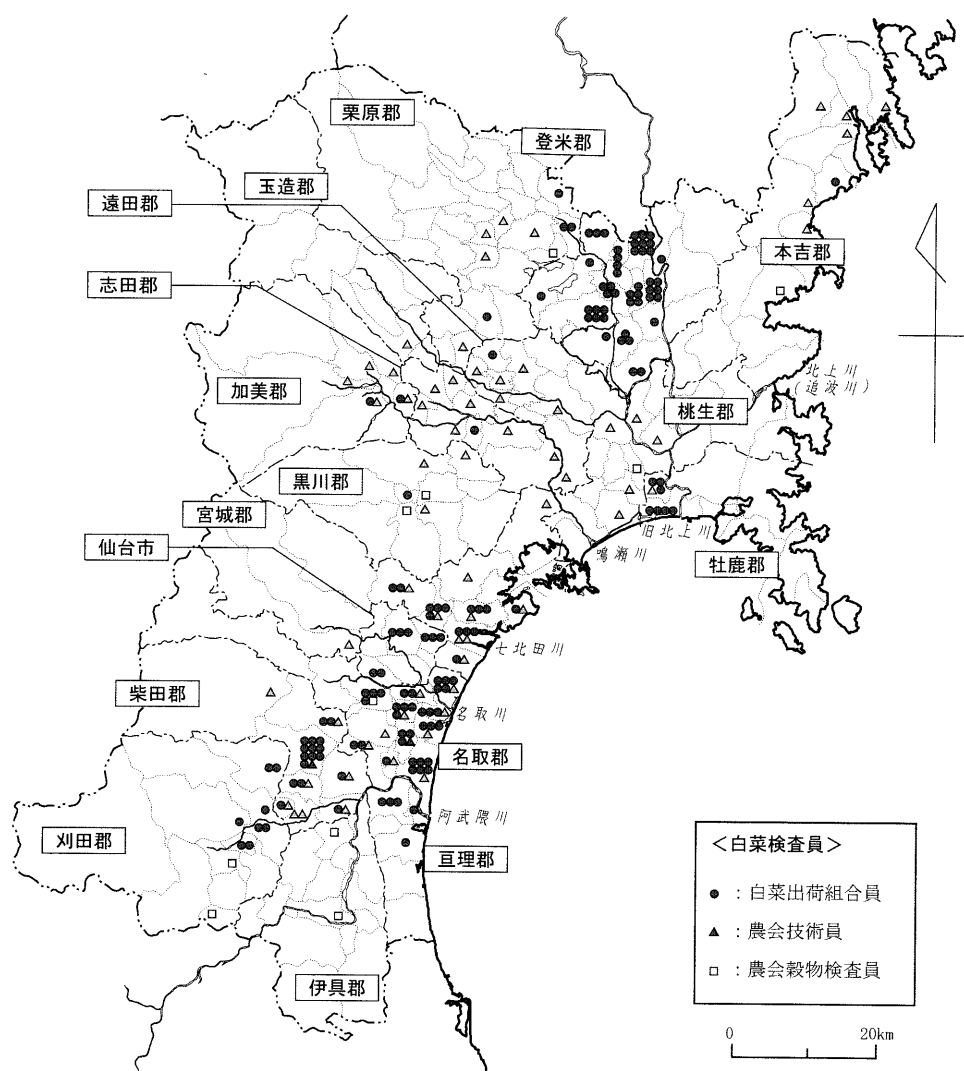 栗原郡
登米郡
玉造郡
遠田郡
本吉郡
志田郡
北上川
(追波川)
加美郡
桃生郡
黒川郡
宮城郡
旧北上川
仙台市
鳴瀬川
牡鹿郡
七北田川
柴田郡
名取川
名取郡
阿武隈川
刈田郡
亘理郡
＜白菜検査員＞
●：白菜出荷組合員
▲：農会技術員
□：農会穀物検査員
伊具郡
0 20km